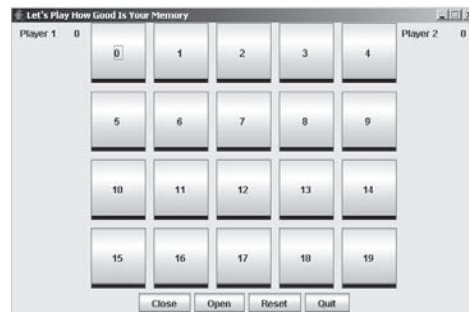 Let's Play How Good Is Your Memory
Player 1 0
Player 2 0
0 1 2 3 4
5 6 7 8 9
10 11 12 13 14
15 16 17 18 19
Close Open Reset Quit